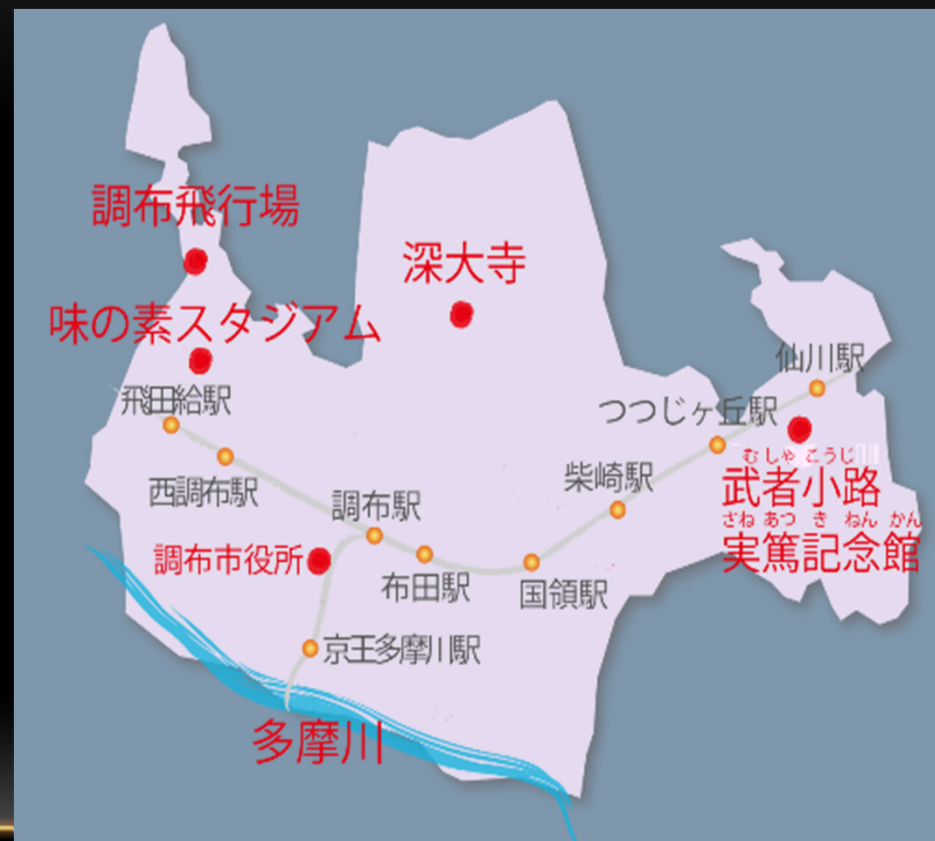 調布飛行場
深大寺
味の素スタジアム
仙川駅
飛田給駅
つつじヶ丘駅
むしゃこうじ
武者小路
さねあつ き ねん かん
実篤記念館
柴崎駅
西調布駅
調布駅
調布市役所
布田駅
国領駅
京王多摩川駅
多摩川